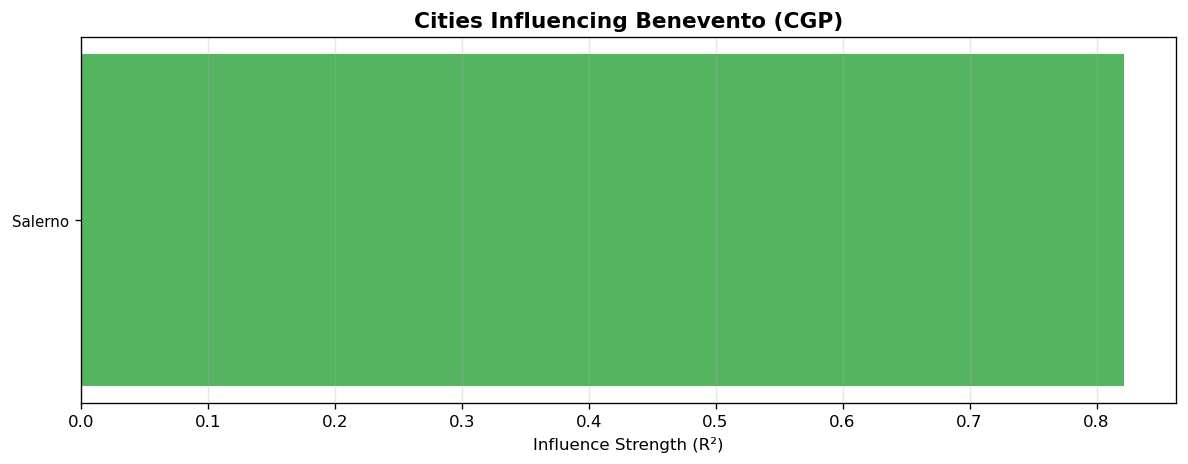 Cities Influencing Benevento (CGP)
Salerno
0.0 0.1 0.2 0.3 0.4 0.5 0.6 0.7 0.8
Influence Strength (R²)